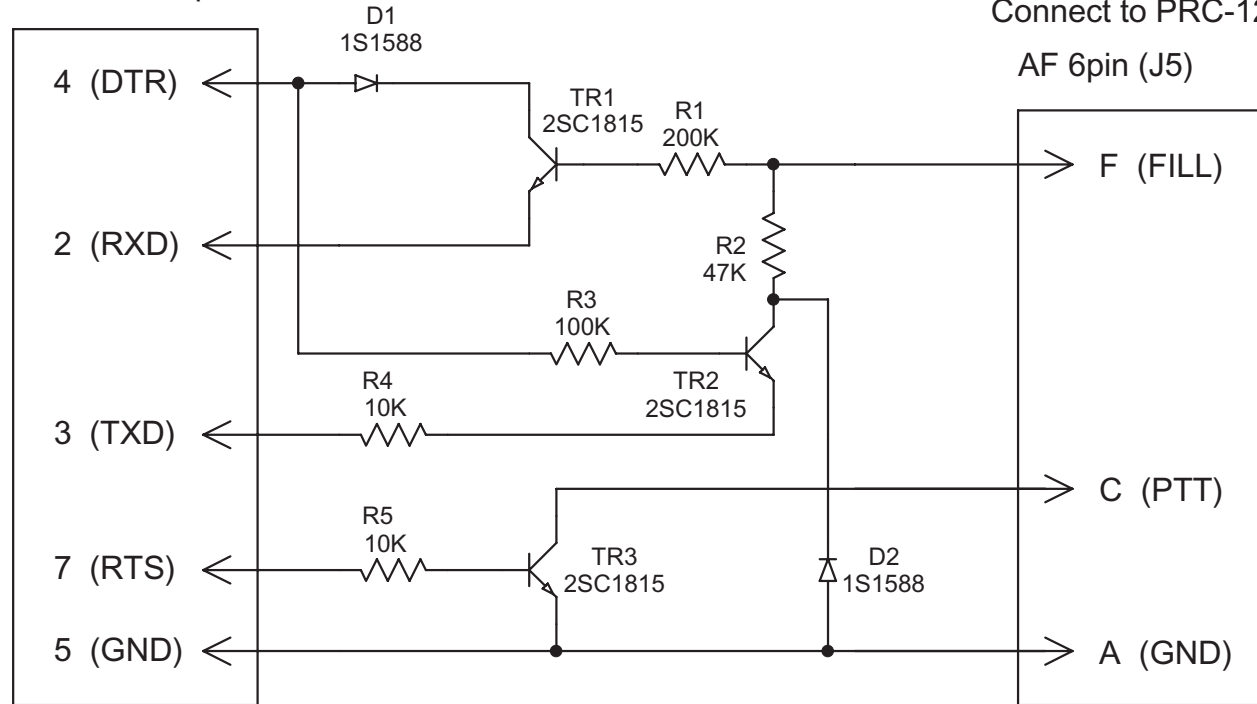 Connect to PRC-12
AF 6pin (J5)
D1
1S1588
4 (DTR)
TR1
2SC1815
R1
200K
F (FILL)
2 (RXD)
R2
47K
R3
100K
R4
10K
TR2
2SC1815
3 (TXD)
C (PTT)
R5
10K
7 (RTS)
TR3
2SC1815
D2
1S1588
5 (GND)
A (GND)